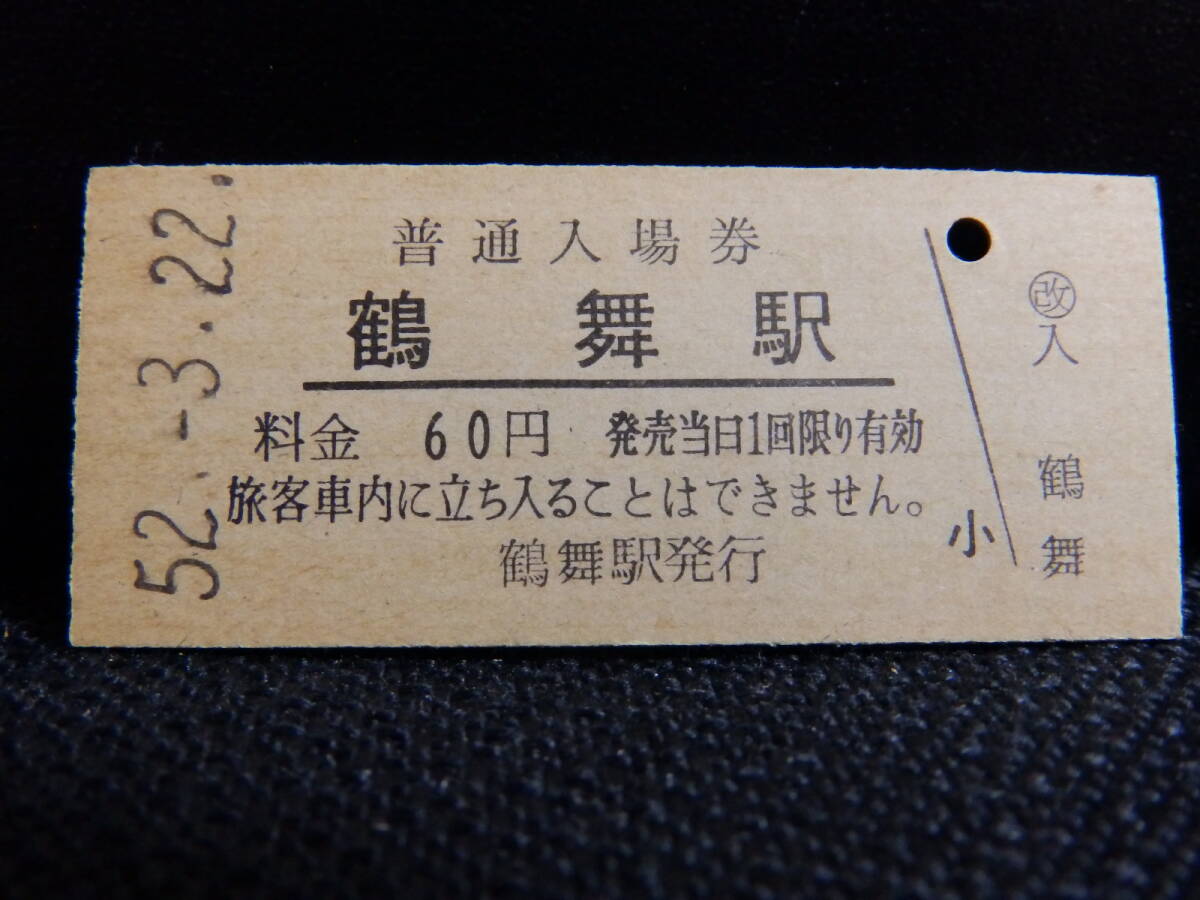 普通入場券
鶴舞駅
料金 60円 発売当日1回限り有効
旅客車内に立ち入ることはできません。
鶴舞駅発行
小
�
入
鶴舞
52.-3.22.